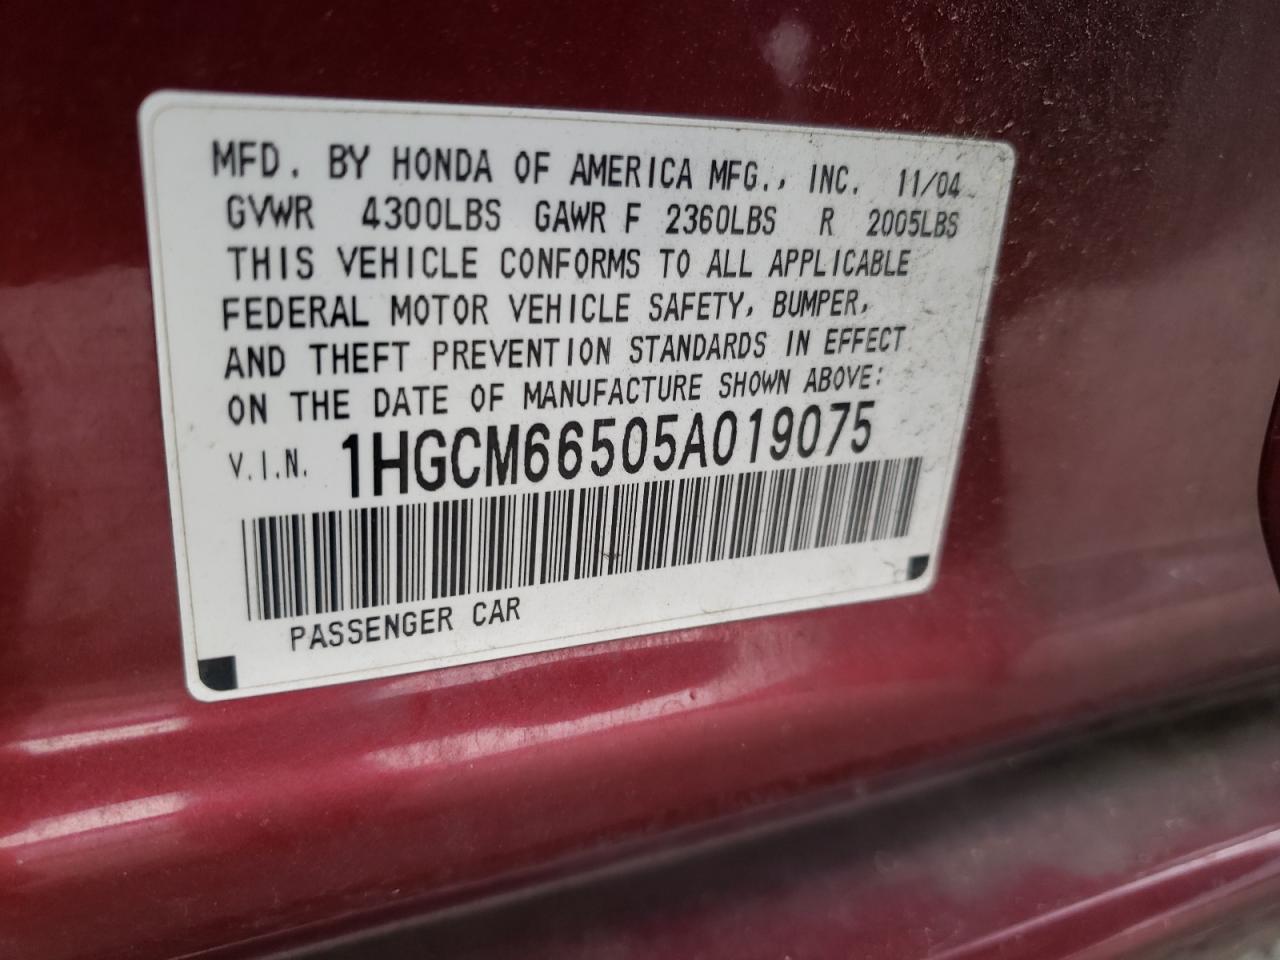 MFD. BY HONDA OF AMERICA MFG., INC. 11/04
GVWR 4300LBS GAWR F 2360LBS R 2005LBS
THIS VEHICLE CONFORMS TO ALL APPLICABLE
FEDERAL MOTOR VEHICLE SAFETY, BUMPER,
AND THEFT PREVENTION STANDARDS IN EFFECT
ON THE DATE OF MANUFACTURE SHOWN ABOVE:
V.I.N. 1HGCM66505A019075
PASSENGER CAR